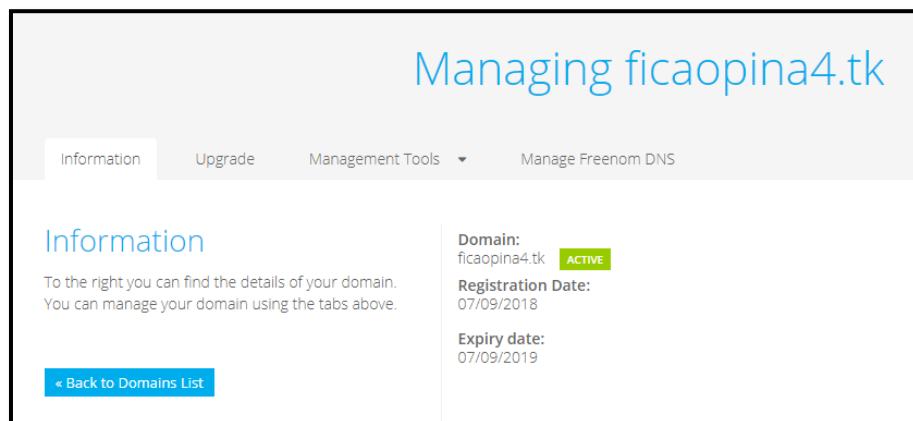 Managing ficaopina4.tk
Information
Upgrade
Management Tools
Manage Freenom DNS
Information
To the right you can find the details of your domain.
You can manage your domain using the tabs above.
« Back to Domains List
Domain:
ficaopina4.tk ACTIVE
Registration Date:
07/09/2018
Expiry date:
07/09/2019